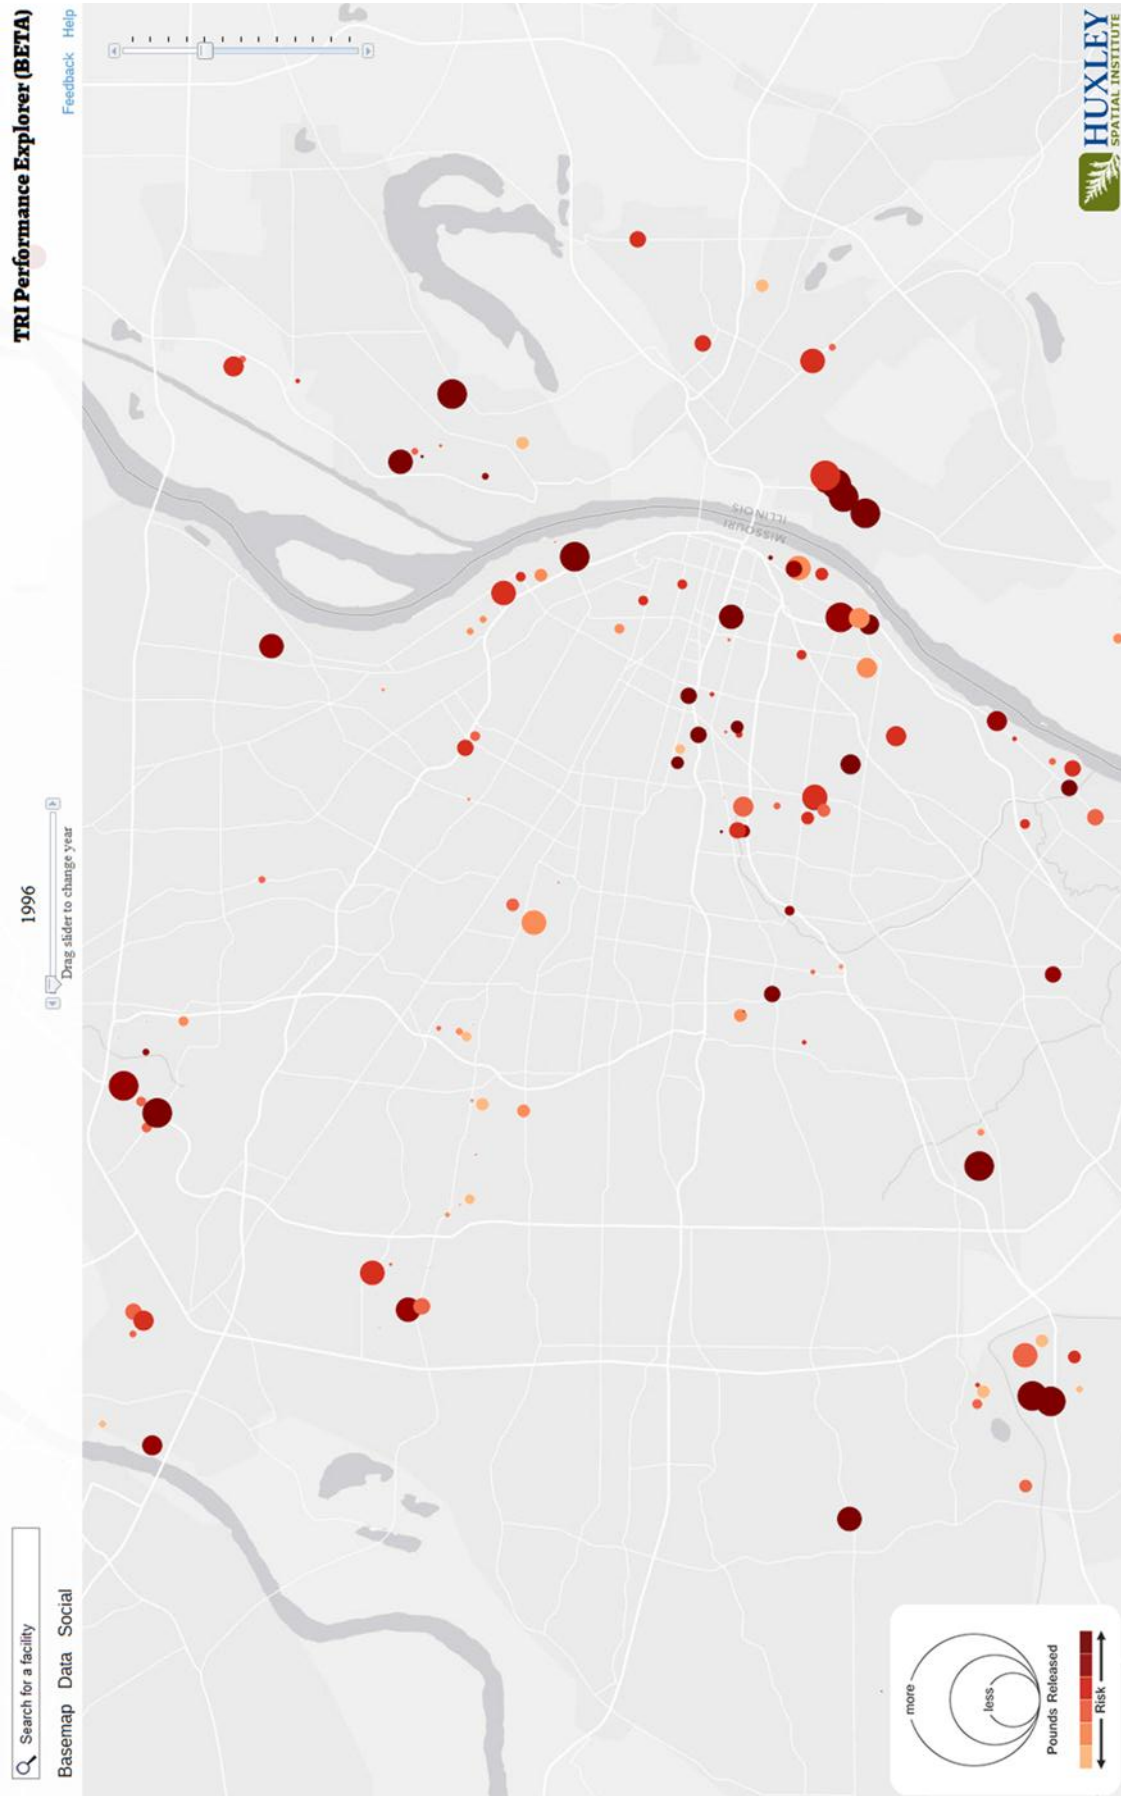 TRI Performance Explorer (BETA)
1996
Search for a facility
Drag slider to change year
Basemap Data Social
Feedback Help
ILLINOIS
MISSOURI
more
less
Pounds Released
Risk
HUXLEY
SPATIAL INSTITUTE